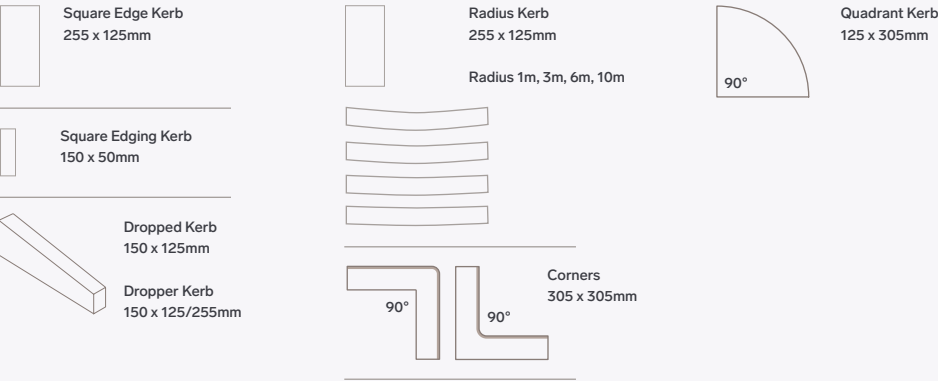 Square Edge Kerb
255 x 125mm
Square Edging Kerb
150 x 50mm
Dropped Kerb
150 x 125mm
Dropper Kerb
150 x 125/255mm
Radius Kerb
255 x 125mm
Radius 1m, 3m, 6m, 10m
90°
90°
Corners
305 x 305mm
Quadrant Kerb
125 x 305mm
90°